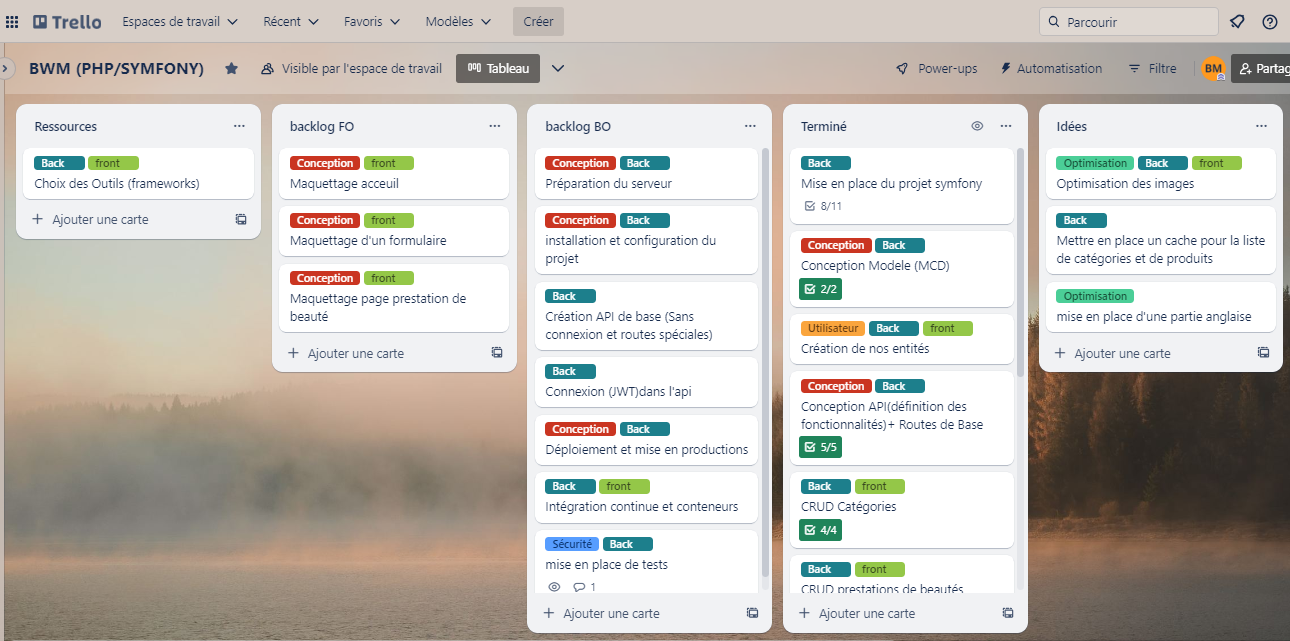 Trello Espaces de travail Récent Favoris Modèles Créer Parcourir
BWM (PHP/SYMFONY) Visible par l'espace de travail Tableau Power-ups Automatisation Filtre BM Partag
Ressources
Back front
Choix des Outils (frameworks)
Ajouter une carte
backlog FO
Conception front
Maquettage acceuil
Conception front
Maquettage d'un formulaire
Conception front
Maquettage page prestation de
beauté
Ajouter une carte
backlog BO
Conception Back
Préparation du serveur
Conception Back
installation et configuration du
projet
Back
Création API de base (Sans
connexion et routes spéciales)
Back
Connexion (JWT)dans l'api
Conception Back
Déploiement et mise en productions
Back front
Intégration continue et conteneurs
Sécurité Back
mise en place de tests
1
Ajouter une carte
Terminé
Back
Mise en place du projet symfony
8/11
Conception Back
Conception Modele (MCD)
2/2
Utilisateur Back front
Création de nos entités
Conception Back
Conception API(définition des
fonctionnalités)+ Routes de Base
5/5
Back front
CRUD Catégories
4/4
Back front
CRUD prestations de beautés
Ajouter une carte
Idées
Optimisation Back front
Optimisation des images
Back
Mettre en place un cache pour la liste
de catégories et de produits
Optimisation
mise en place d'une partie anglaise
Ajouter une carte